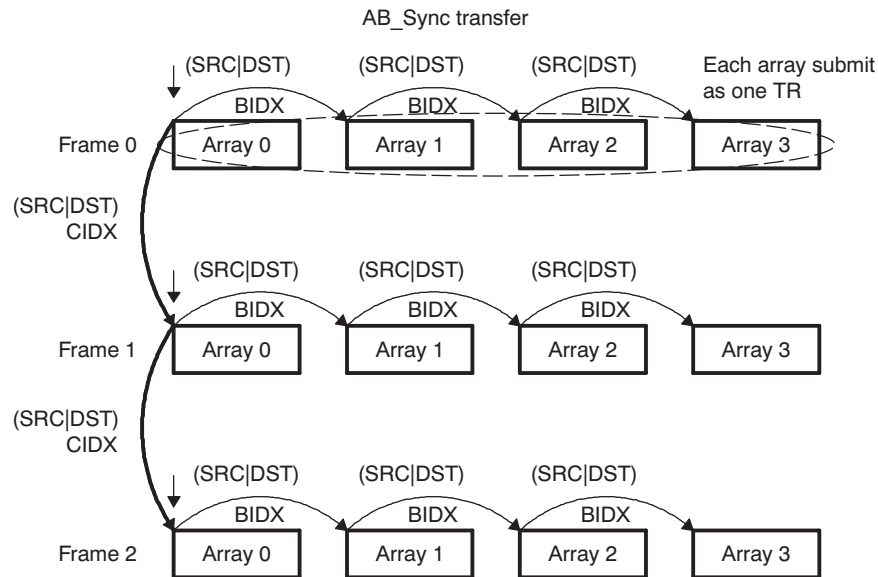 AB_Sync transfer
(SRC|DST) (SRC|DST) (SRC|DST) Each array submit
as one TR
BIDX BIDX BIDX
Frame 0 Array 0 Array 1 Array 2 Array 3
(SRC|DST)
CIDX
(SRC|DST) (SRC|DST) (SRC|DST)
BIDX BIDX BIDX
Frame 1 Array 0 Array 1 Array 2 Array 3
(SRC|DST)
CIDX
(SRC|DST) (SRC|DST) (SRC|DST)
BIDX BIDX BIDX
Frame 2 Array 0 Array 1 Array 2 Array 3